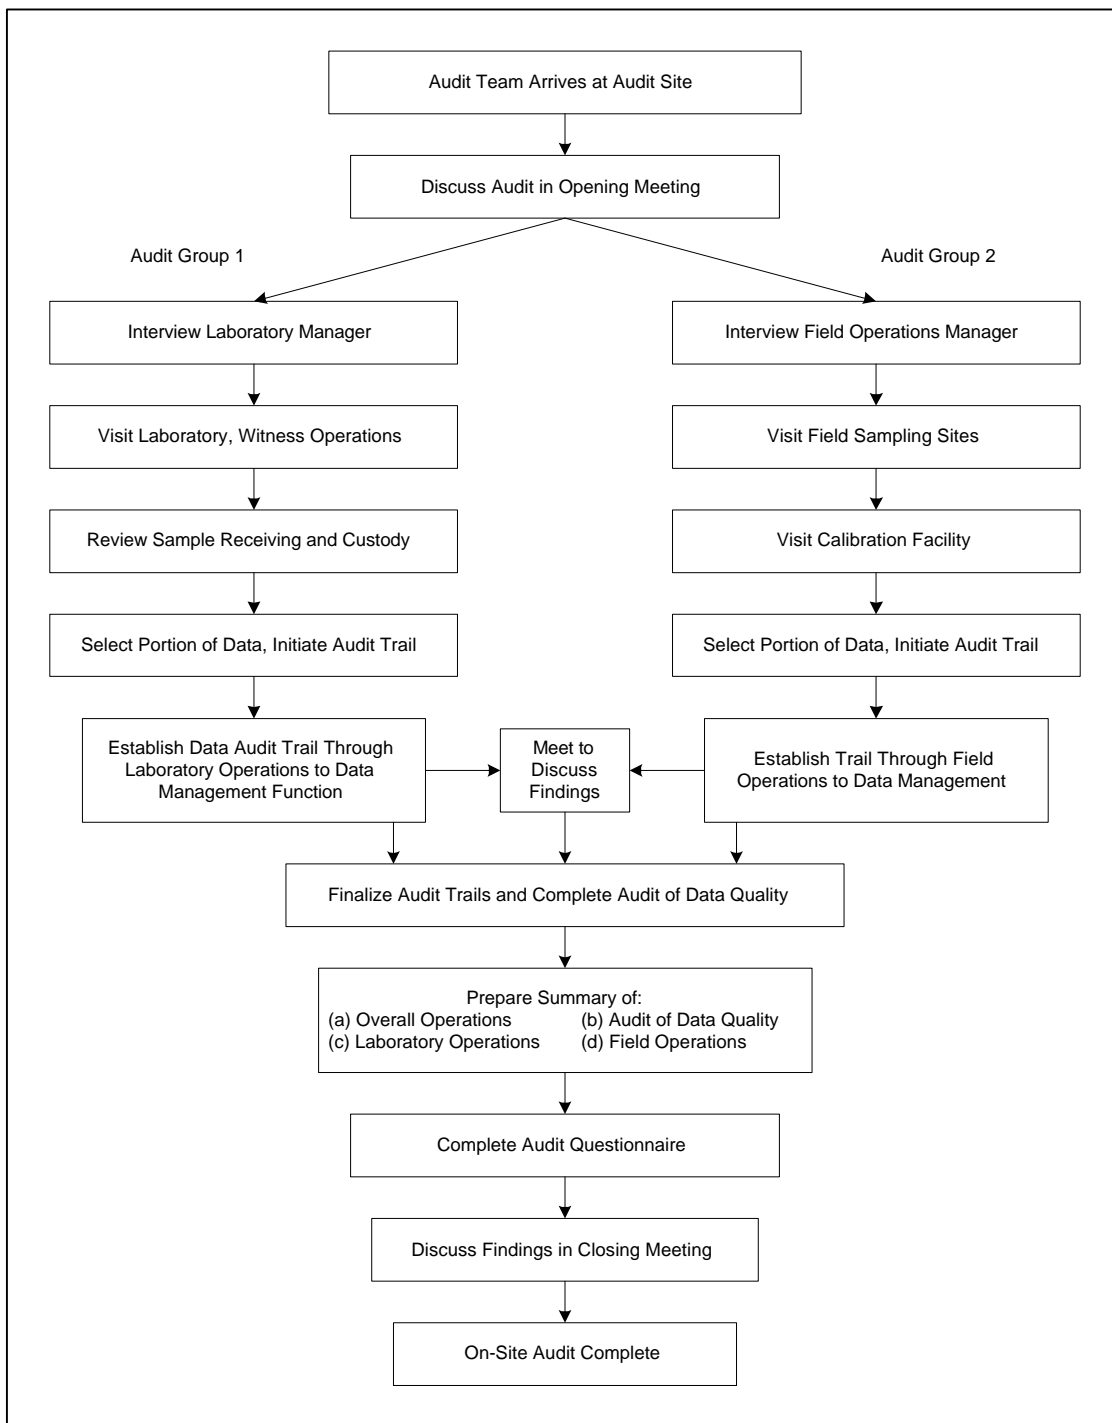 Audit Team Arrives at Audit Site
Discuss Audit in Opening Meeting
Audit Group 1
Audit Group 2
Interview Laboratory Manager
Interview Field Operations Manager
Visit Laboratory, Witness Operations
Visit Field Sampling Sites
Review Sample Receiving and Custody
Visit Calibration Facility
Select Portion of Data, Initiate Audit Trail
Select Portion of Data, Initiate Audit Trail
Establish Data Audit Trail Through
Laboratory Operations to Data
Management Function
Meet to
Discuss
Findings
Establish Trail Through Field
Operations to Data Management
Finalize Audit Trails and Complete Audit of Data Quality
Prepare Summary of:
(a) Overall Operations (b) Audit of Data Quality
(c) Laboratory Operations (d) Field Operations
Complete Audit Questionnaire
Discuss Findings in Closing Meeting
On-Site Audit Complete